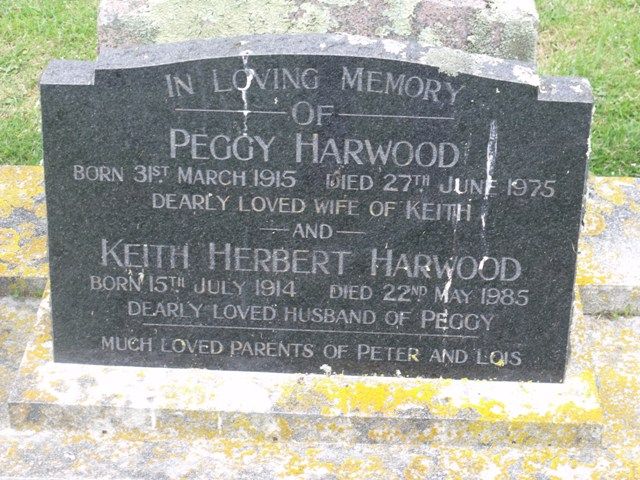 IN LOVING MEMORY
OF
PEGGY HARWOOD
BORN 31ST MARCH 1915 DIED 27TH JUNE 1975
DEARLY LOVED WIFE OF KEITH
AND
KEITH HERBERT HARWOOD
BORN 15TH JULY 1914 DIED 22ND MAY 1985
DEARLY LOVED HUSBAND OF PEGGY
MUCH LOVED PARENTS OF PETER AND LOIS